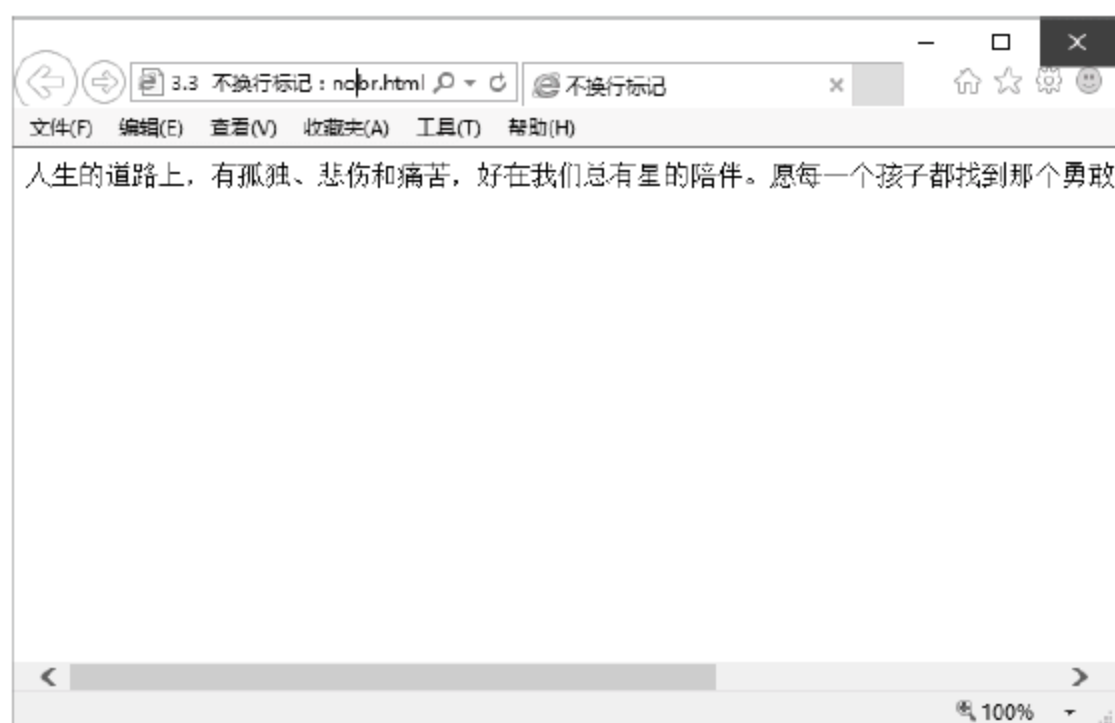 3.3 不换行标记：nobr.html 不换行标记
文件(F) 编辑(E) 查看(V) 收藏夹(A) 工具(T) 帮助(H)
人生的道路上，有孤独、悲伤和痛苦，好在我们总有星的陪伴。愿每一个孩子都找到那个勇敢
100%